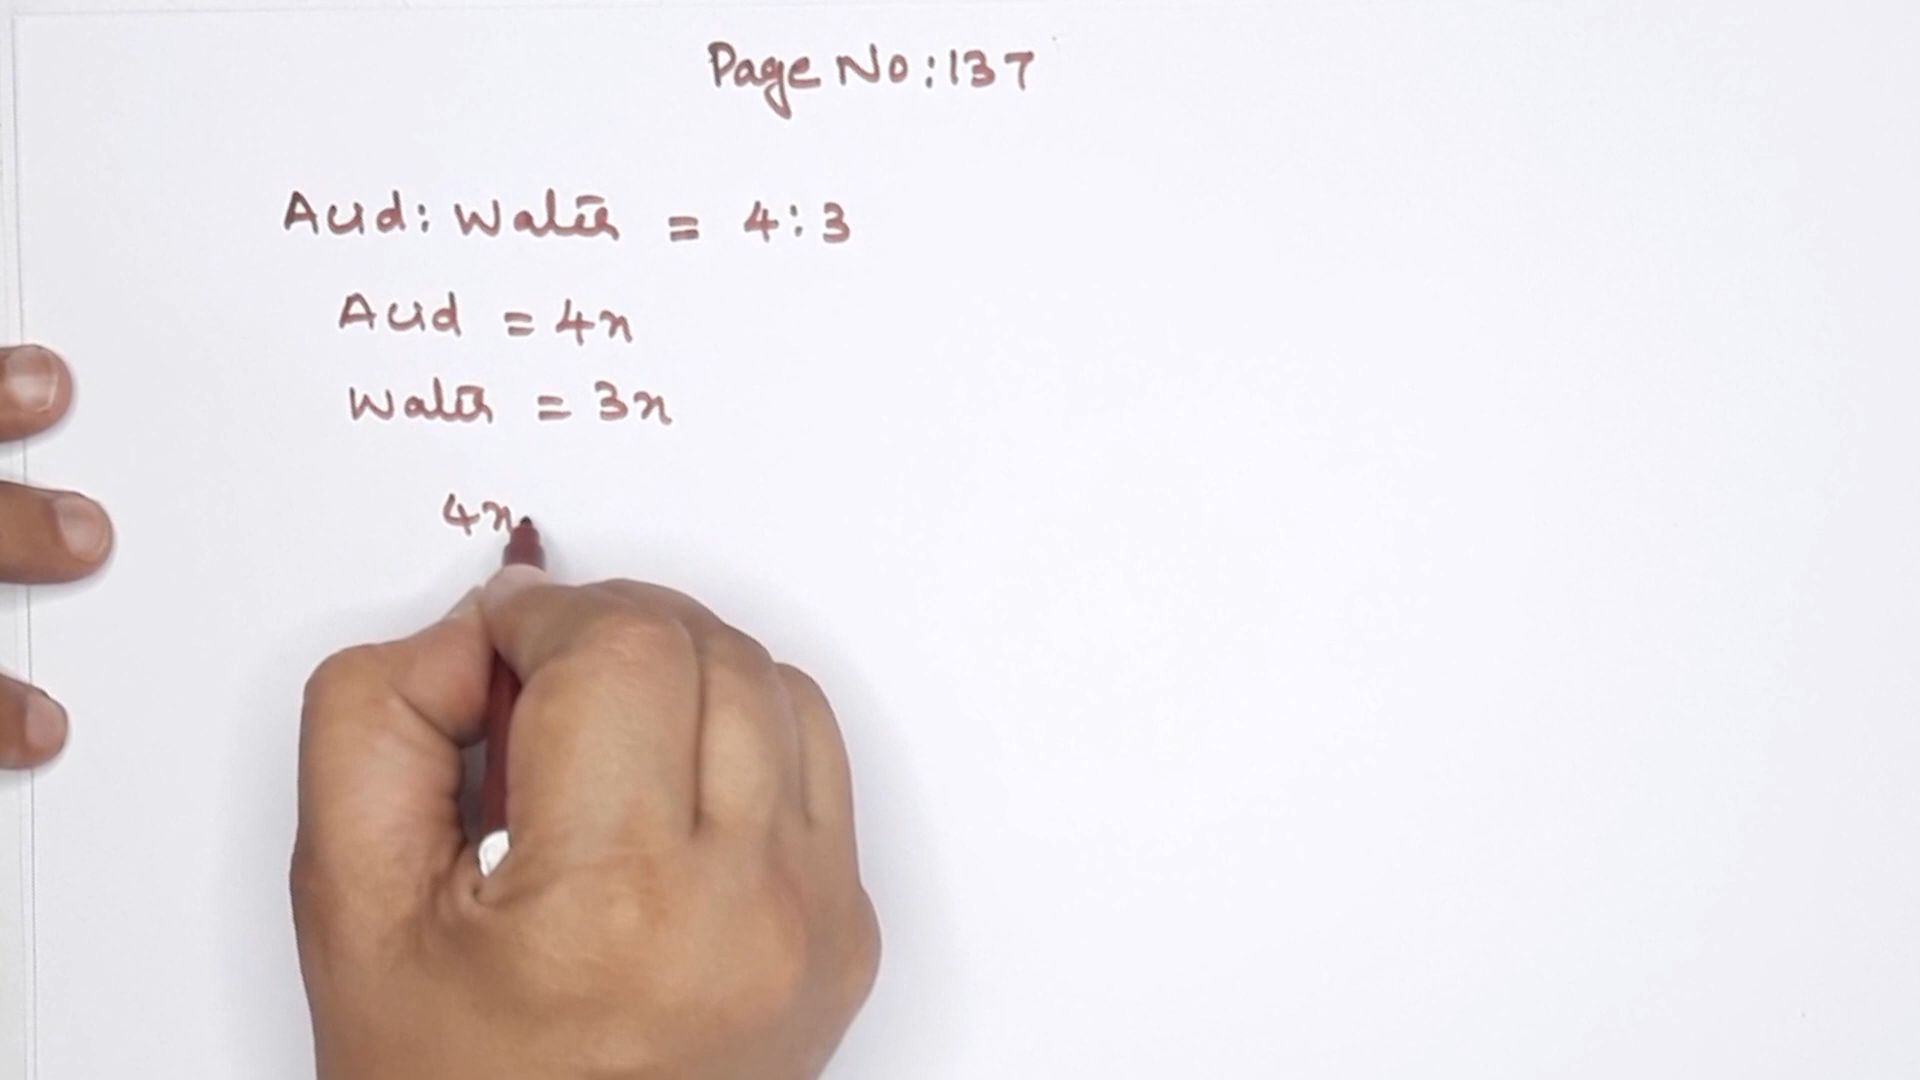 Page No:137
Acid: Water = 4:3
Acid = 4x
Water = 3x
4x